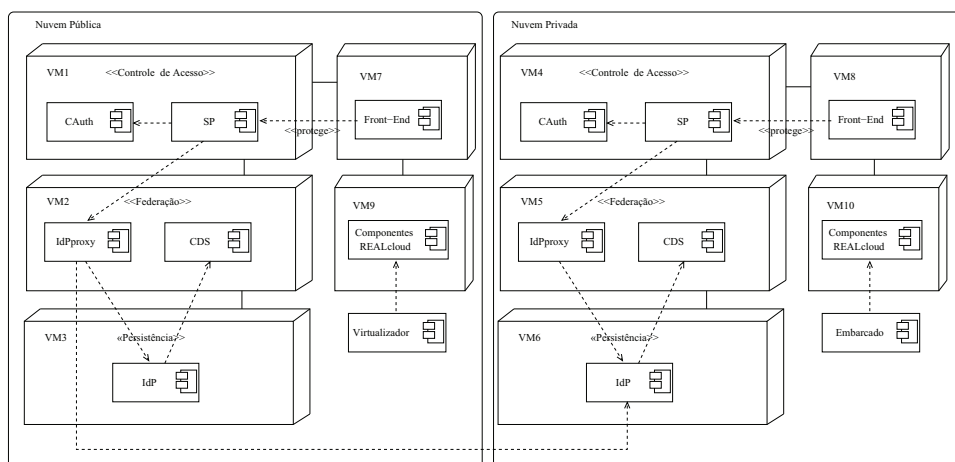 Nuvem Pública
VM1
<<Controle de Acesso>>
CAuth
SP
VM7
Front−End
<<protege>>
VM2
<<Federação>>
IdPproxy
CDS
VM9
Componentes
REALcloud
VM3
«Persistência>>
IdP
Virtualizador
Nuvem Privada
VM4
<<Controle de Acesso>>
CAuth
SP
VM8
Front−End
<<protege>>
VM5
<<Federação>>
IdPproxy
CDS
VM10
Componentes
REALcloud
VM6
«Persistência>>
IdP
Embarcado